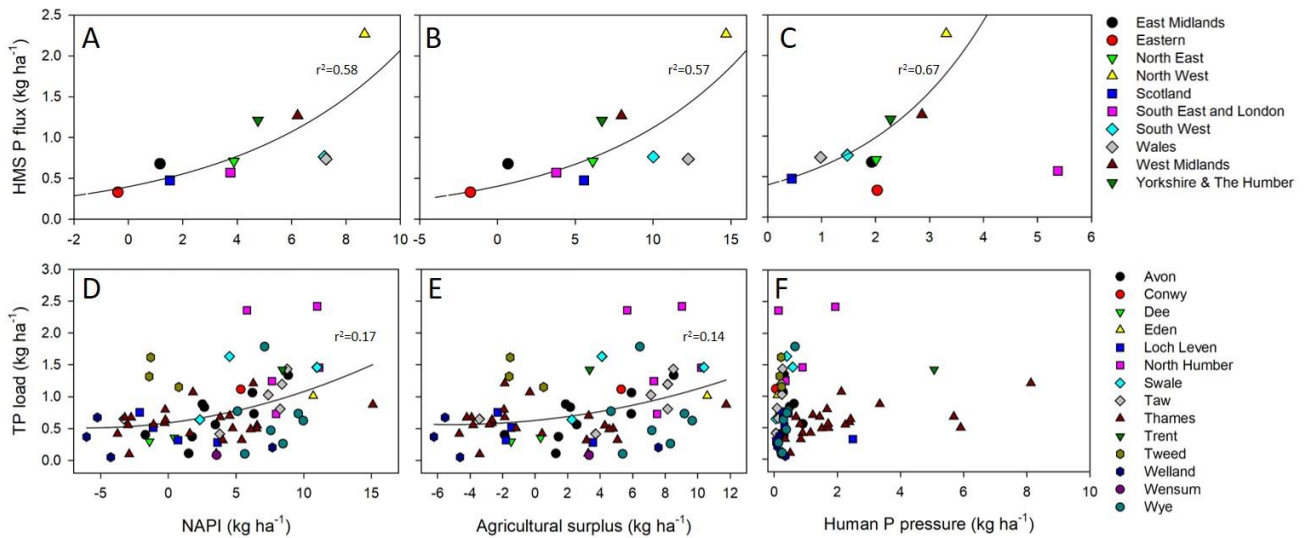 HMS P flux (kg ha⁻¹)
2.5
2.0
1.5
1.0
0.5
0.0
A
r²=0.58
-2 0 2 4 6 8 10
B
r²=0.57
-5 0 5 10 15
C
r²=0.67
0 1 2 3 4 5 6
East Midlands
Eastern
North East
North West
Scotland
South East and London
South West
Wales
West Midlands
Yorkshire & The Humber
TP load (kg ha⁻¹)
3.0
2.5
2.0
1.5
1.0
0.5
0.0
D
r²=0.17
-5 0 5 10 15
NAPI (kg ha⁻¹)
E
r²=0.14
-6 -4 -2 0 2 4 6 8 10 12
Agricultural surplus (kg ha⁻¹)
F
0 2 4 6 8 10
Human P pressure (kg ha⁻¹)
Avon
Conwy
Dee
Eden
Loch Leven
North Humber
Swale
Taw
Thames
Trent
Tweed
Welland
Wensum
Wye